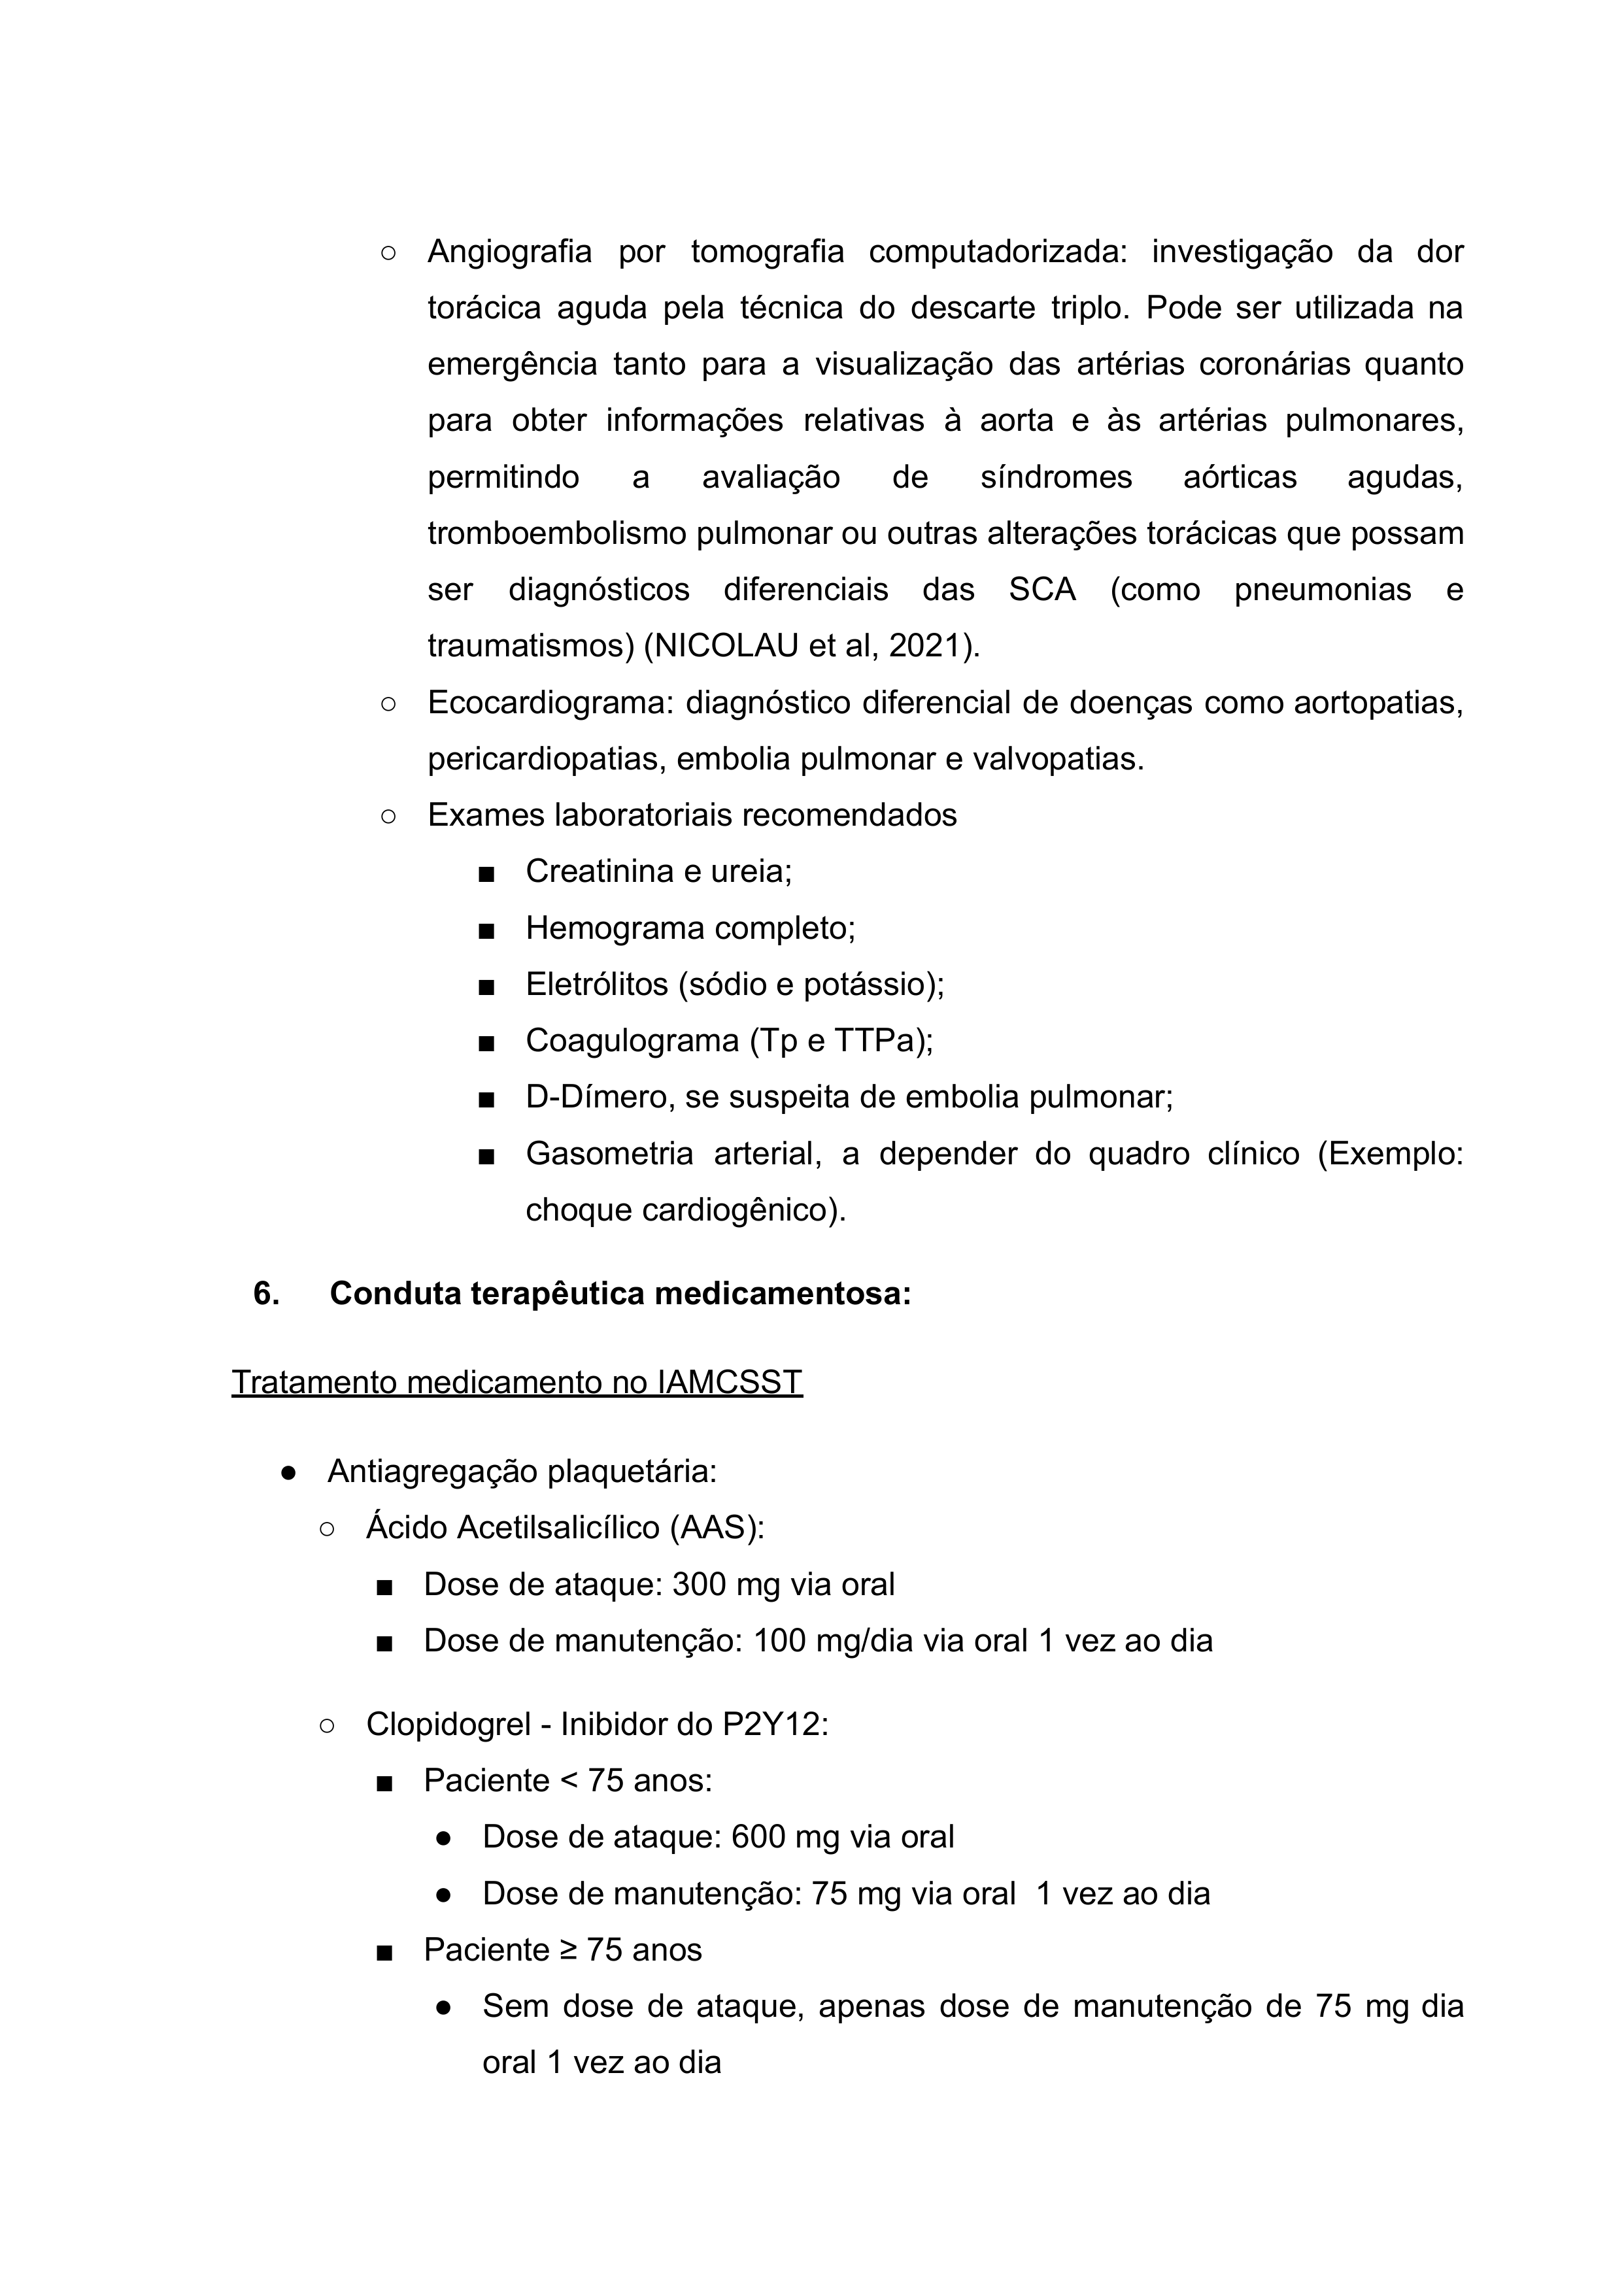 ○ Angiografia por tomografia computadorizada: investigação da dor
torácica aguda pela técnica do descarte triplo. Pode ser utilizada na
emergência tanto para a visualização das artérias coronárias quanto
para obter informações relativas à aorta e às artérias pulmonares,
permitindo a avaliação de síndromes aórticas agudas,
tromboembolismo pulmonar ou outras alterações torácicas que possam
ser diagnósticos diferenciais das SCA (como pneumonias e
traumatismos) (NICOLAU et al, 2021).
○ Ecocardiograma: diagnóstico diferencial de doenças como aortopatias,
pericardiopatias, embolia pulmonar e valvopatias.
○ Exames laboratoriais recomendados
■ Creatinina e ureia;
■ Hemograma completo;
■ Eletrólitos (sódio e potássio);
■ Coagulograma (Tp e TTPa);
■ D-Dímero, se suspeita de embolia pulmonar;
■ Gasometria arterial, a depender do quadro clínico (Exemplo:
choque cardiogênico).
6. Conduta terapêutica medicamentosa:
Tratamento medicamento no IAMCSST
● Antiagregação plaquetária:
○ Ácido Acetilsalicílico (AAS):
■ Dose de ataque: 300 mg via oral
■ Dose de manutenção: 100 mg/dia via oral 1 vez ao dia
○ Clopidogrel - Inibidor do P2Y12:
■ Paciente < 75 anos:
● Dose de ataque: 600 mg via oral
● Dose de manutenção: 75 mg via oral 1 vez ao dia
■ Paciente ≥ 75 anos
● Sem dose de ataque, apenas dose de manutenção de 75 mg dia
oral 1 vez ao dia